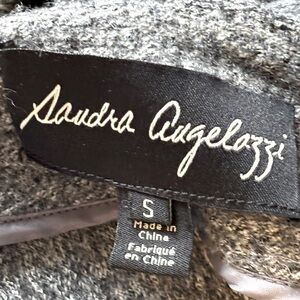 Sandra Angelozzi
S
Made in
China
Fabriqué
en Chine